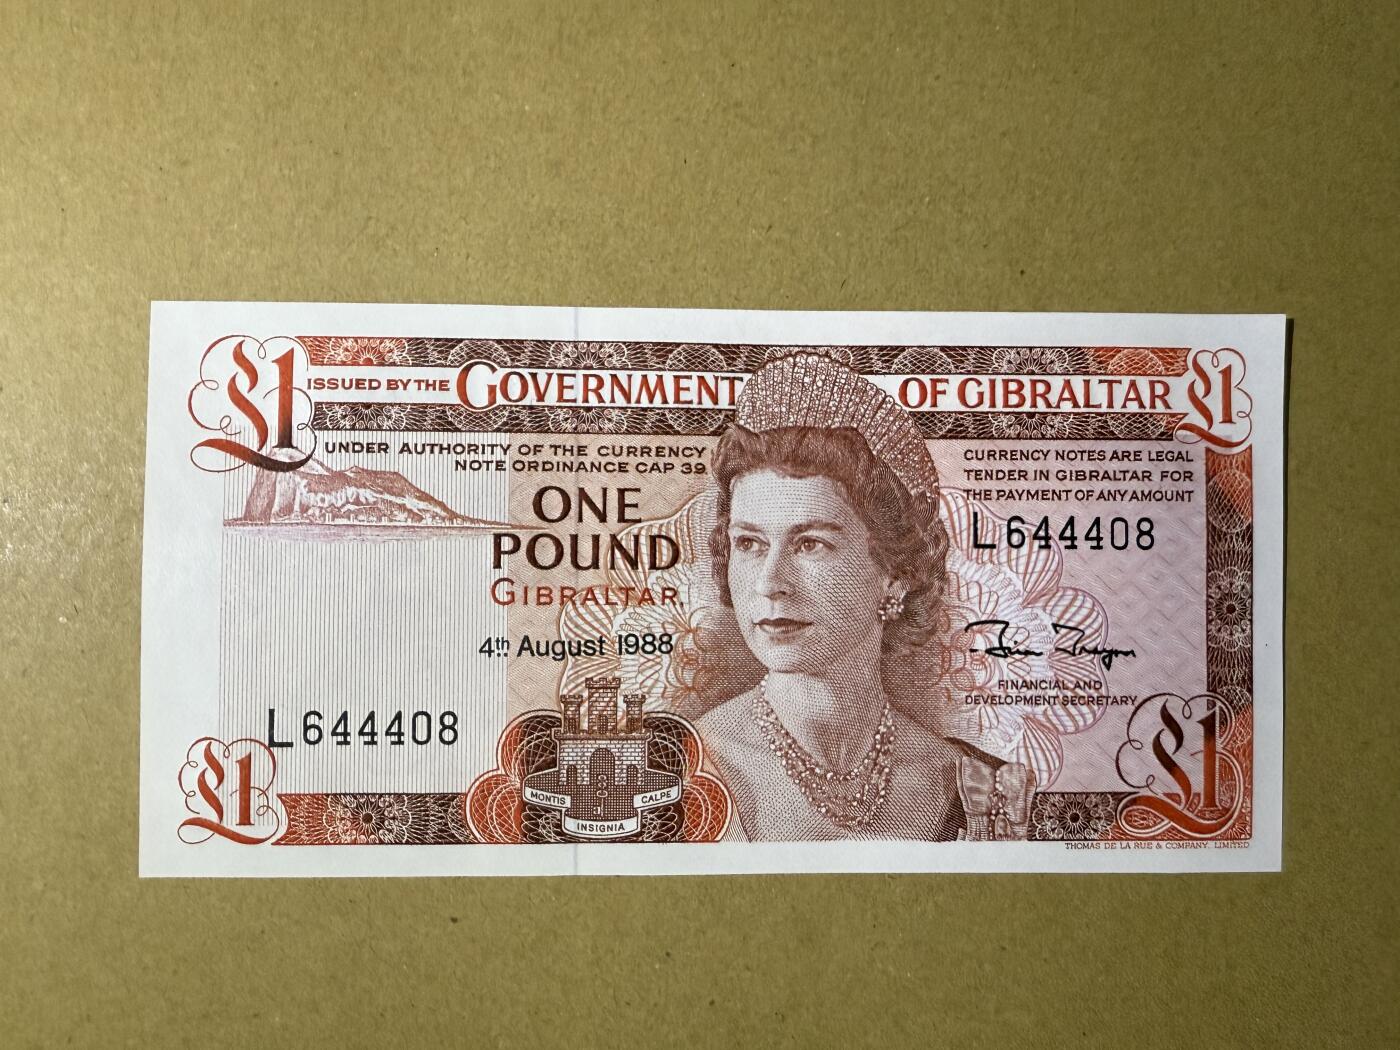 £1 ISSUED BY THE GOVERNMENT OF GIBRALTAR £1
UNDER AUTHORITY OF THE CURRENCY
NOTE ORDINANCE CAP 39
CURRENCY NOTES ARE LEGAL
TENDER IN GIBRALTAR FOR
THE PAYMENT OF ANY AMOUNT
ONE
POUND
GIBRALTAR.
L644408
4th August 1988
FINANCIAL AND
DEVELOPMENT SECRETARY
L644408
£1
MONTIS CALPE
INSIGNIA
£1
THOMAS DE LA RUE & COMPANY, LIMITED